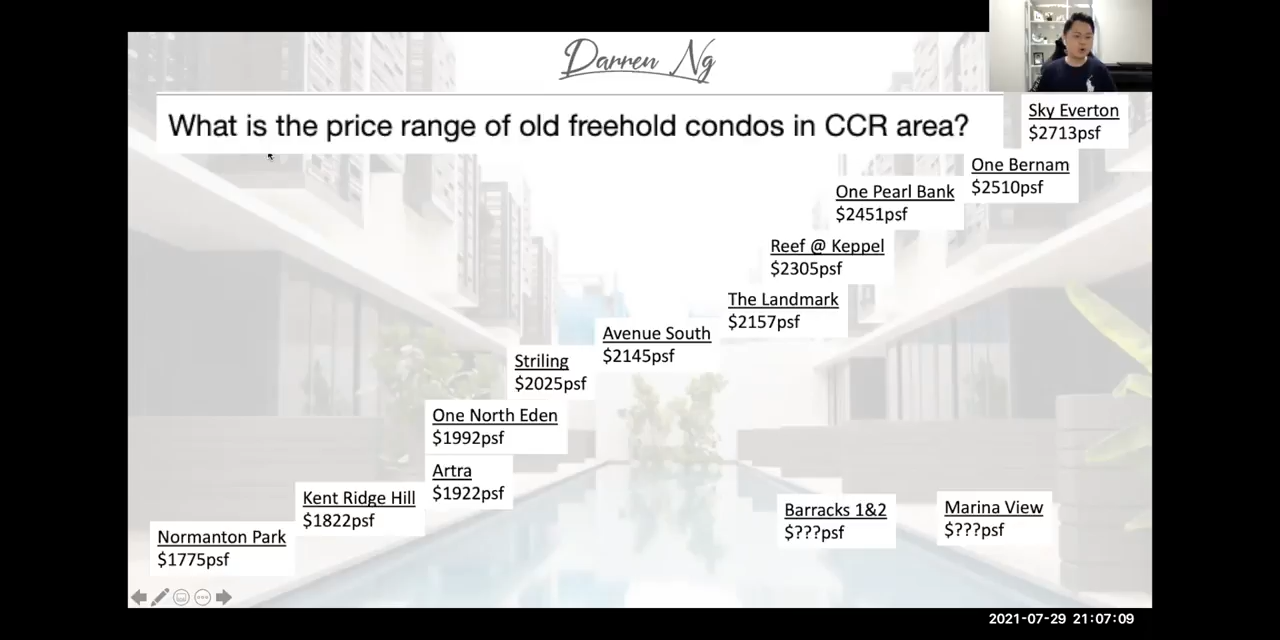 Darren Ng
What is the price range of old freehold condos in CCR area?
Sky Everton
$2713psf
One Bernam
$2510psf
One Pearl Bank
$2451psf
Reef @ Keppel
$2305psf
The Landmark
$2157psf
Avenue South
$2145psf
Striling
$2025psf
One North Eden
$1992psf
Artra
$1922psf
Kent Ridge Hill
$1822psf
Normanton Park
$1775psf
Barracks 1&2
$???psf
Marina View
$???psf
2021-07-29 21:07:09